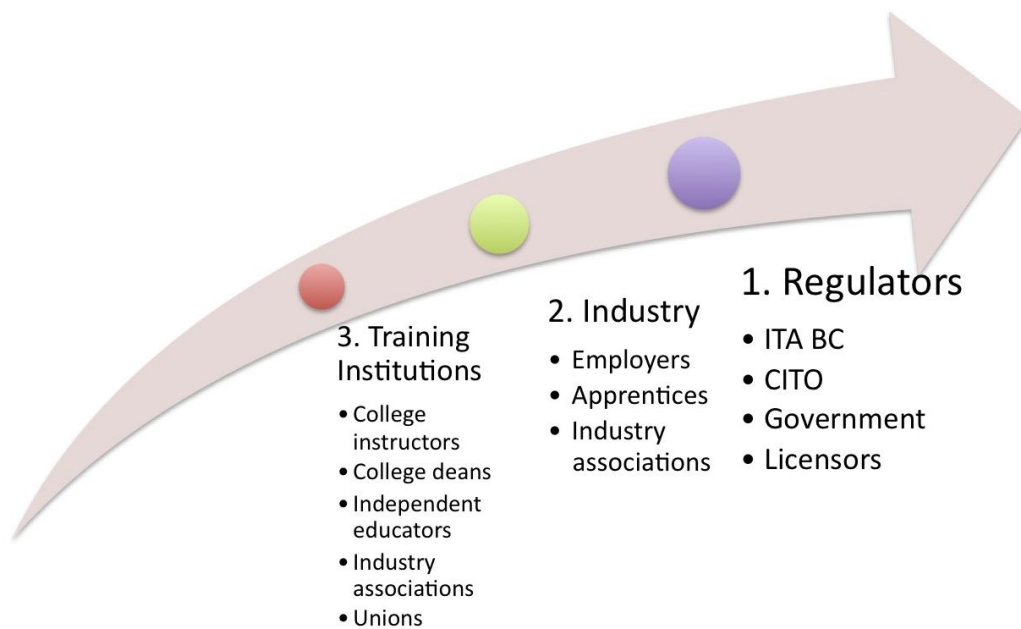 3. Training
Institutions
• College
instructors
• College deans
• Independent
educators
• Industry
associations
• Unions
2. Industry
• Employers
• Apprentices
• Industry
associations
1. Regulators
• ITA BC
• CITO
• Government
• Licensors